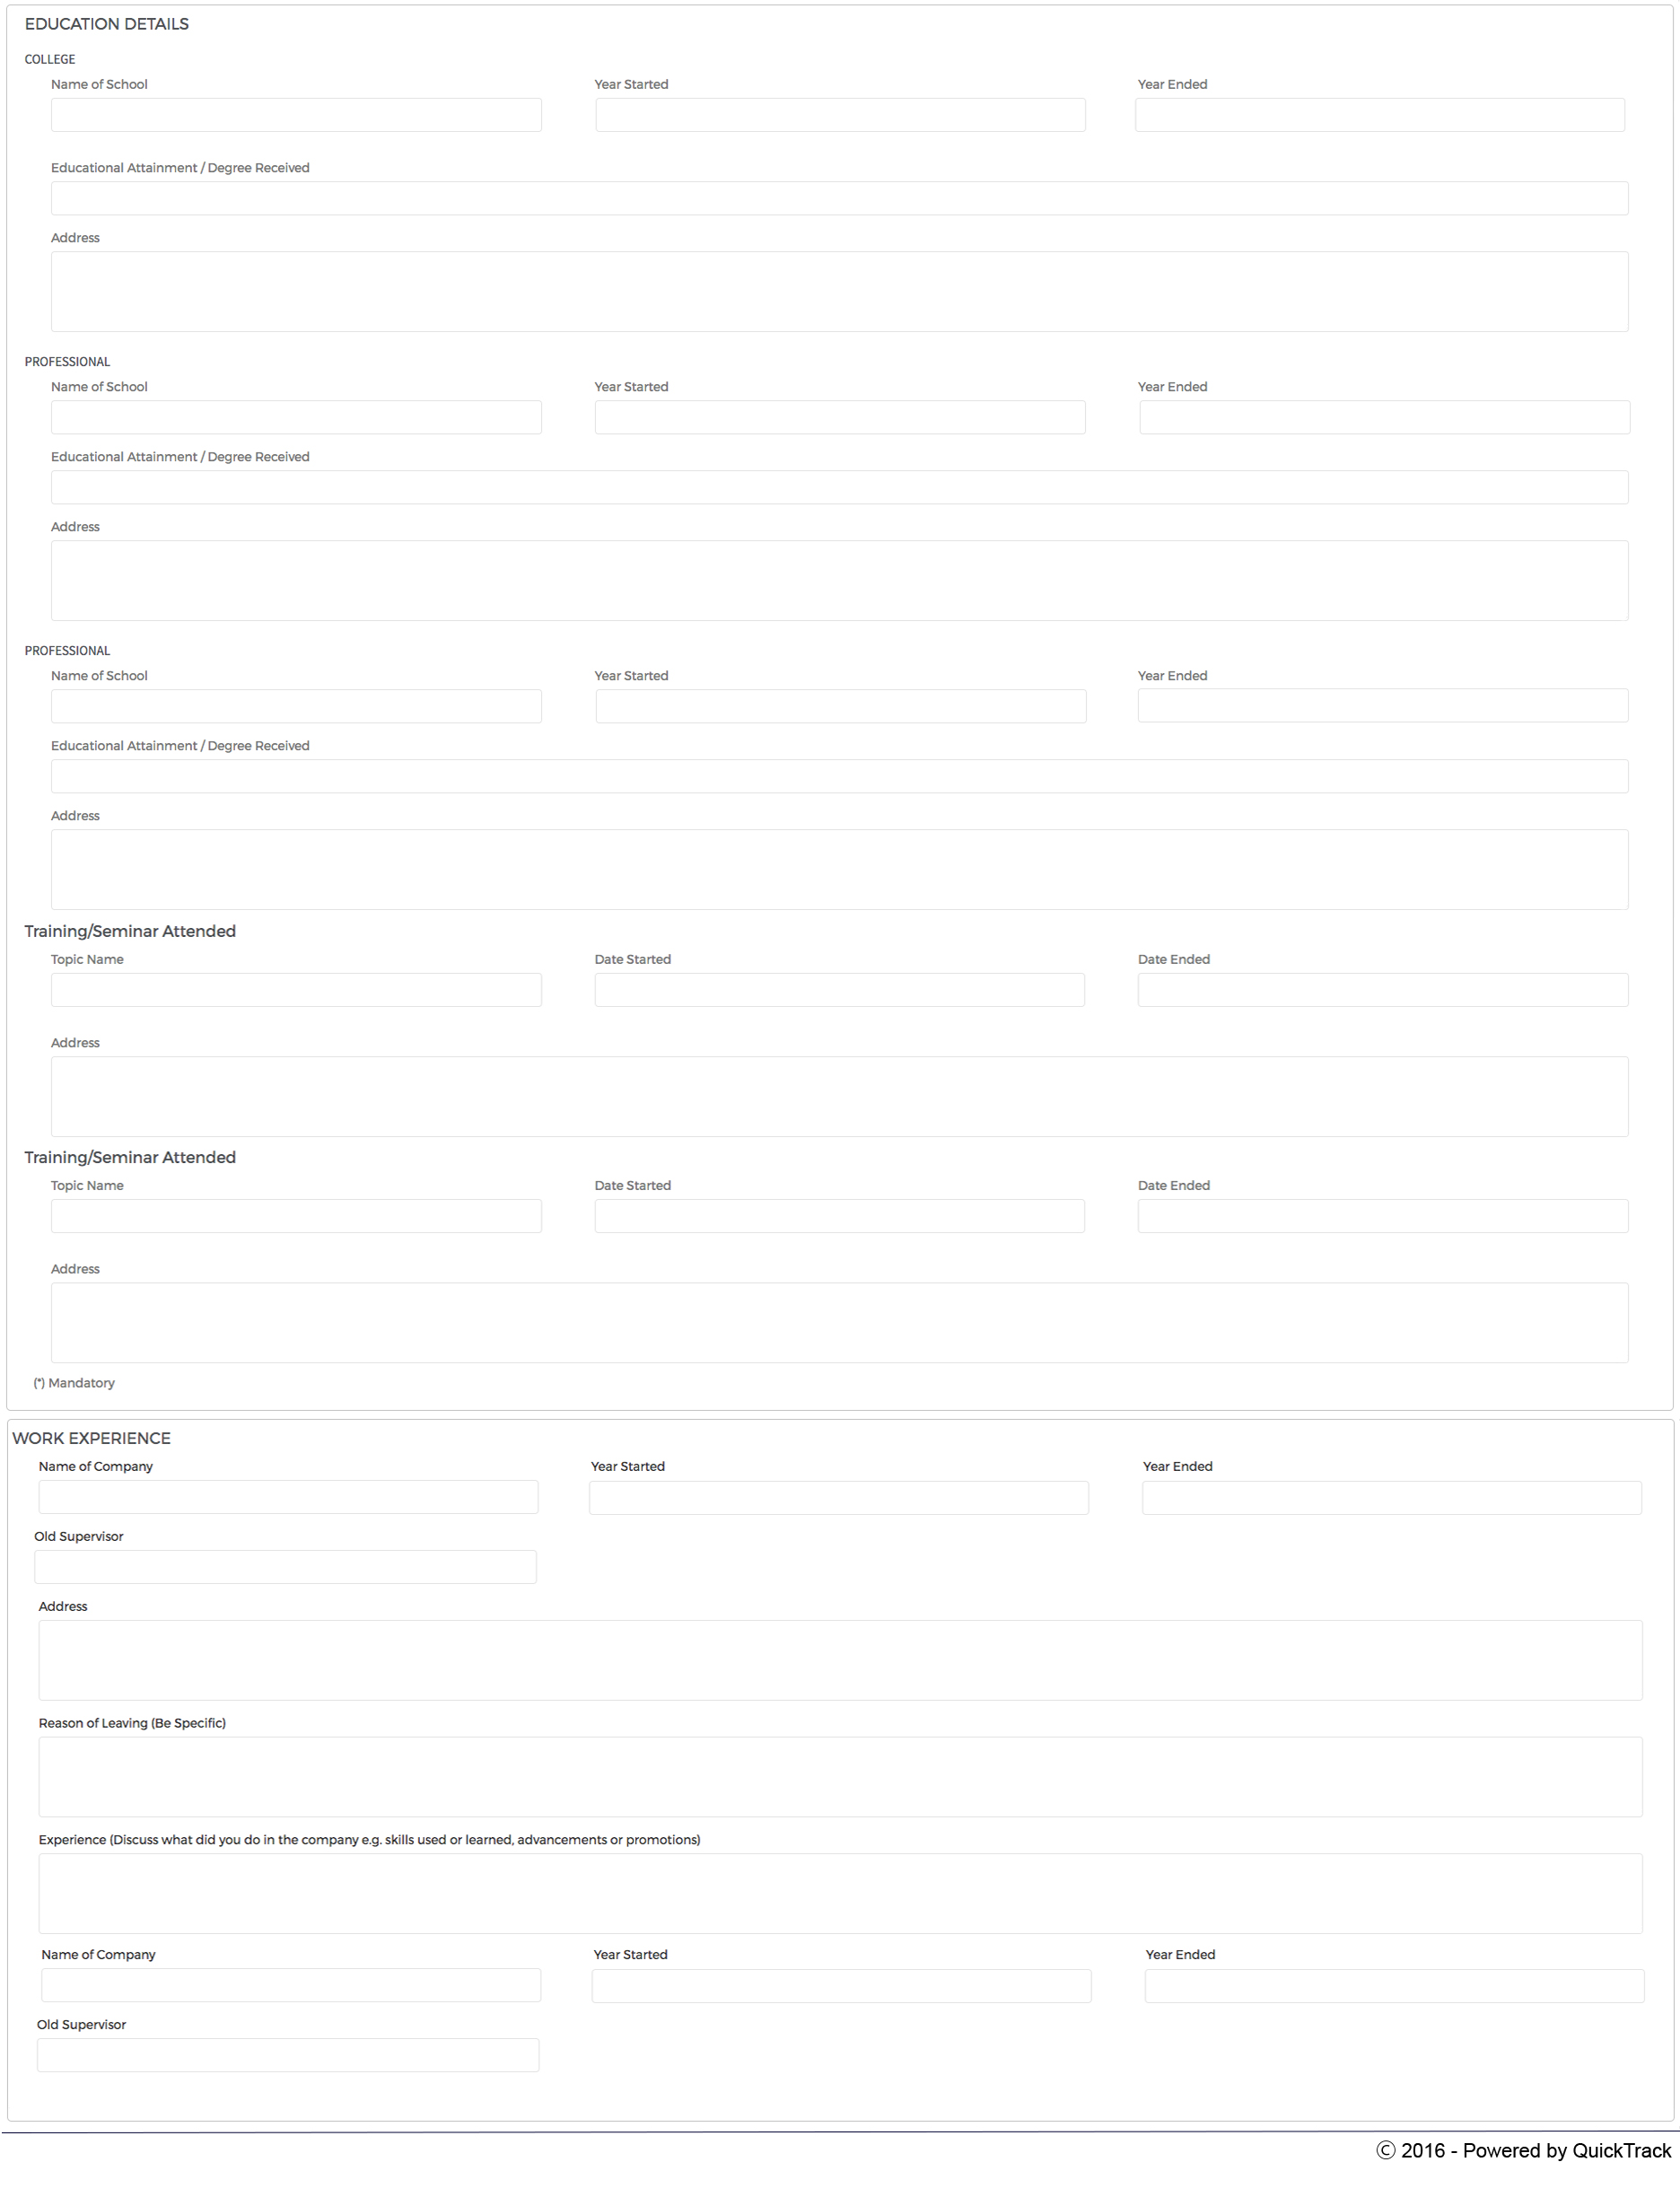 EDUCATION DETAILS
COLLEGE
Name of School Year Started Year Ended
Educational Attainment / Degree Received
Address
PROFESSIONAL
Name of School Year Started Year Ended
Educational Attainment / Degree Received
Address
PROFESSIONAL
Name of School Year Started Year Ended
Educational Attainment / Degree Received
Address
Training/Seminar Attended
Topic Name Date Started Date Ended
Address
Training/Seminar Attended
Topic Name Date Started Date Ended
Address
(*) Mandatory
WORK EXPERIENCE
Name of Company Year Started Year Ended
Old Supervisor
Address
Reason of Leaving (Be Specific)
Experience (Discuss what did you do in the company e.g. skills used or learned, advancements or promotions)
Name of Company Year Started Year Ended
Old Supervisor
© 2016 - Powered by QuickTrack